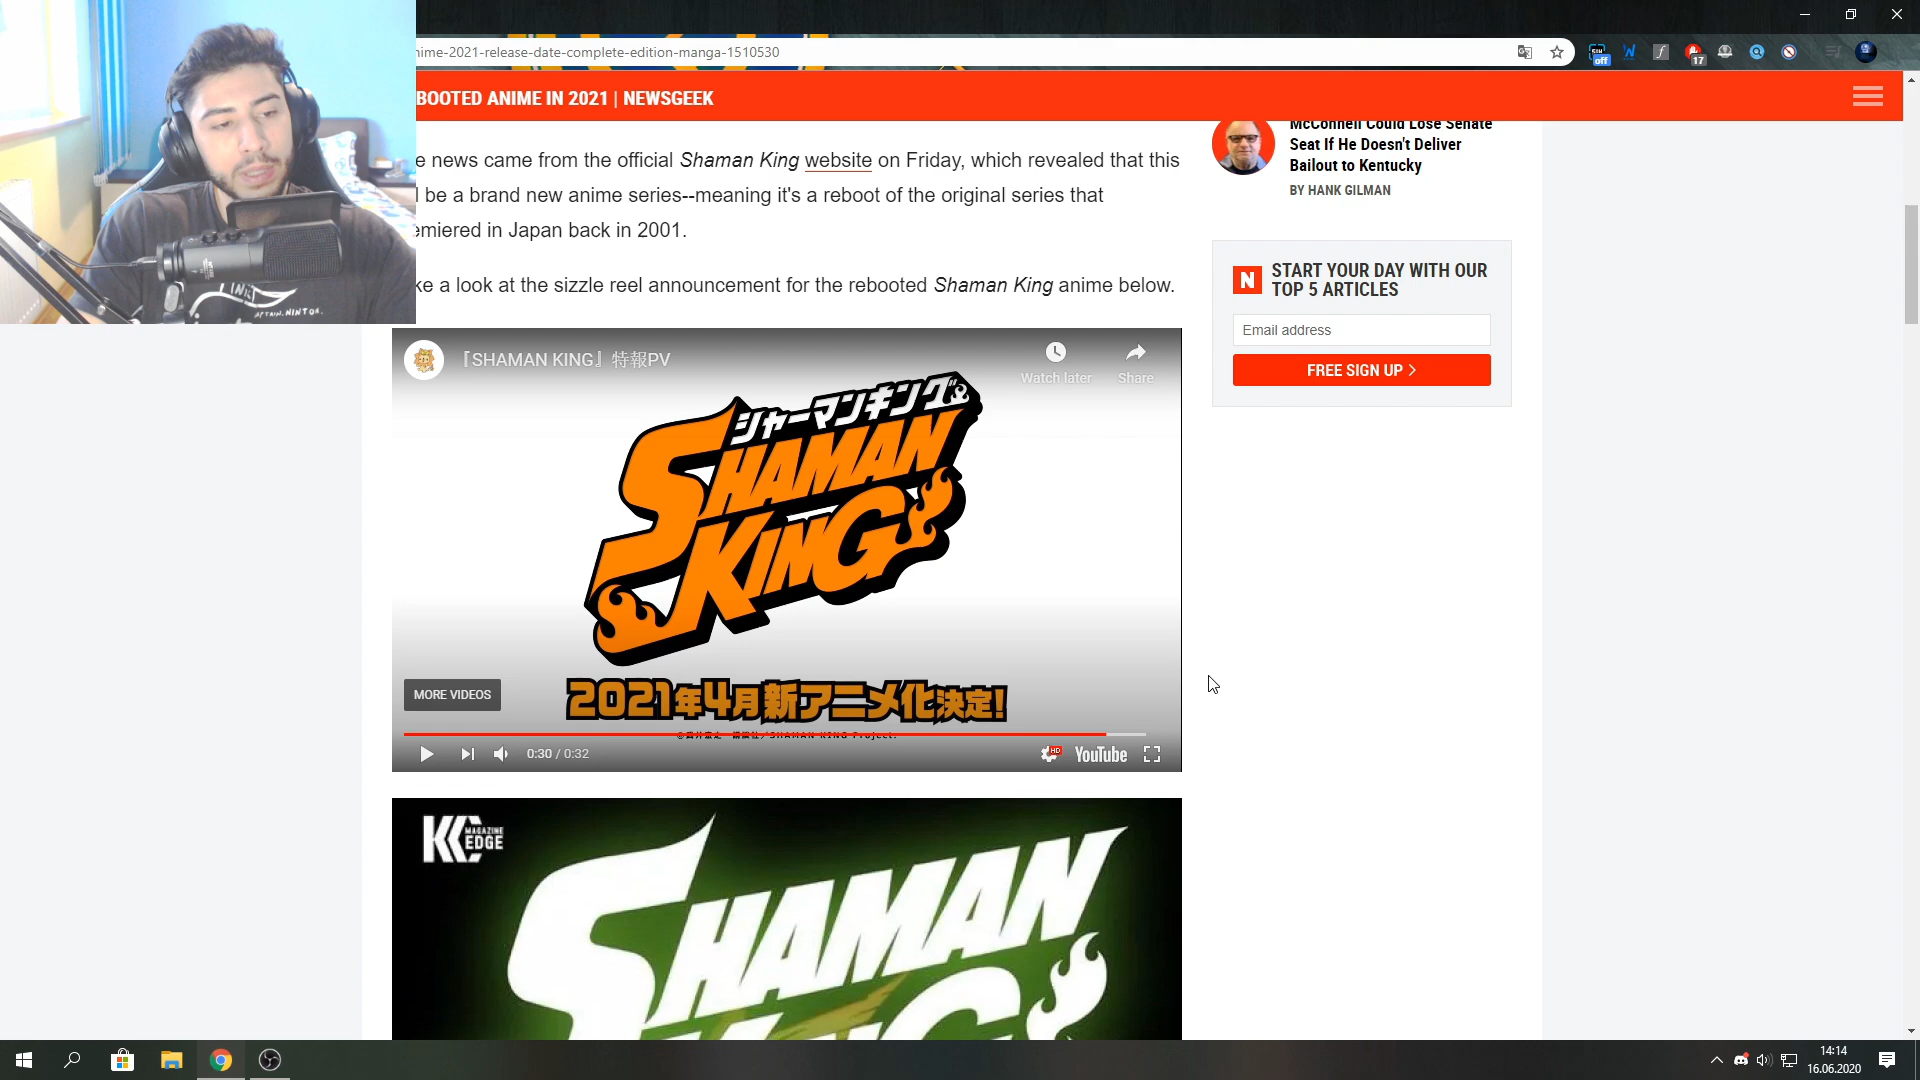 nime-2021-release-date-complete-edition-manga-1510530
off
17
BOOTED ANIME IN 2021 | NEWSGEEK
e news came from the official Shaman King website on Friday, which revealed that this
l be a brand new anime series--meaning it's a reboot of the original series that
emiered in Japan back in 2001.
ke a look at the sizzle reel announcement for the rebooted Shaman King anime below.
McConnell Could Lose Senate
Seat If He Doesn't Deliver
Bailout to Kentucky
BY HANK GILMAN
N
START YOUR DAY WITH OUR
TOP 5 ARTICLES
Email address
FREE SIGN UP >
『SHAMAN KING』特報PV
Watch later
Share
シャーマンキング
SHAMAN
KING
2021年4月新アニメ化決定!
MORE VIDEOS
0:30 / 0:32
HD
YouTube
KC
MAGAZINE
EDGE
SHAMAN
KING
14:14
16.06.2020